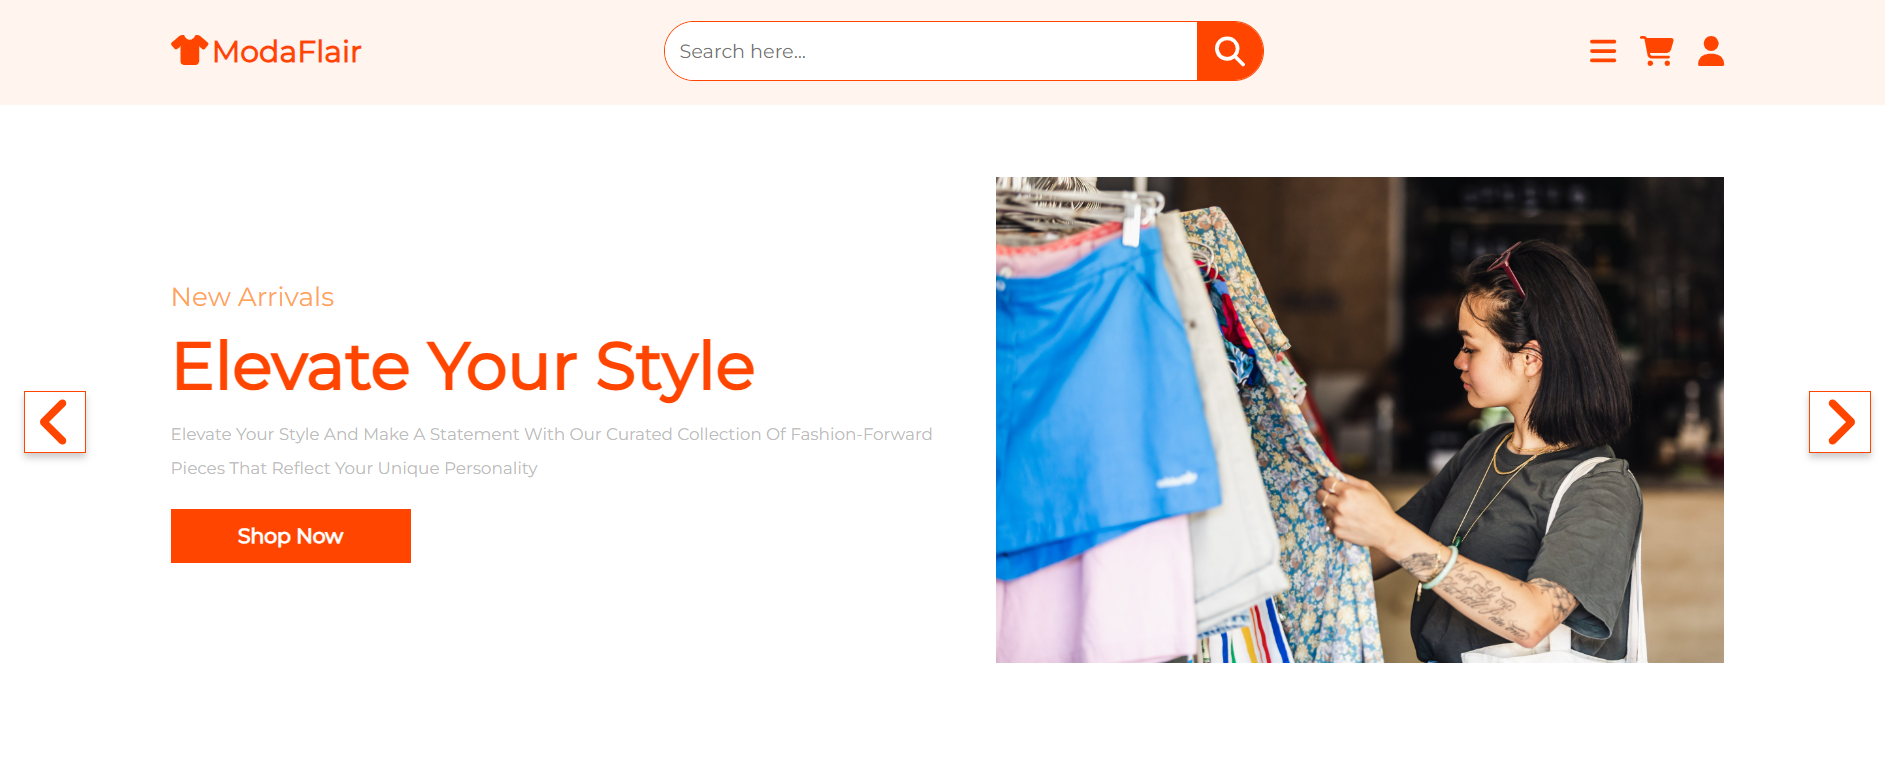 ModaFlair
Search here...
New Arrivals
Elevate Your Style
Elevate Your Style And Make A Statement With Our Curated Collection Of Fashion-Forward
Pieces That Reflect Your Unique Personality
Shop Now